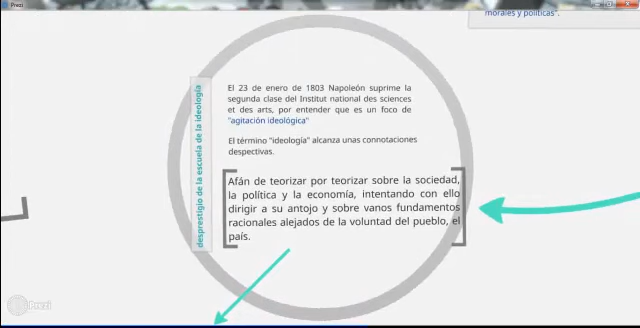 Prezi
morales y políticas".
desprestigio de la escuela de la ideología
El 23 de enero de 1803 Napoleón suprime la
segunda clase del Institut national des sciences
et des arts, por entender que es un foco de
"agitación ideológica"
El término "ideología" alcanza unas connotaciones
despectivas.
Afán de teorizar por teorizar sobre la sociedad,
la política y la economía, intentando con ello
dirigir a su antojo y sobre vanos fundamentos
racionales alejados de la voluntad del pueblo, el
país.
Prezi